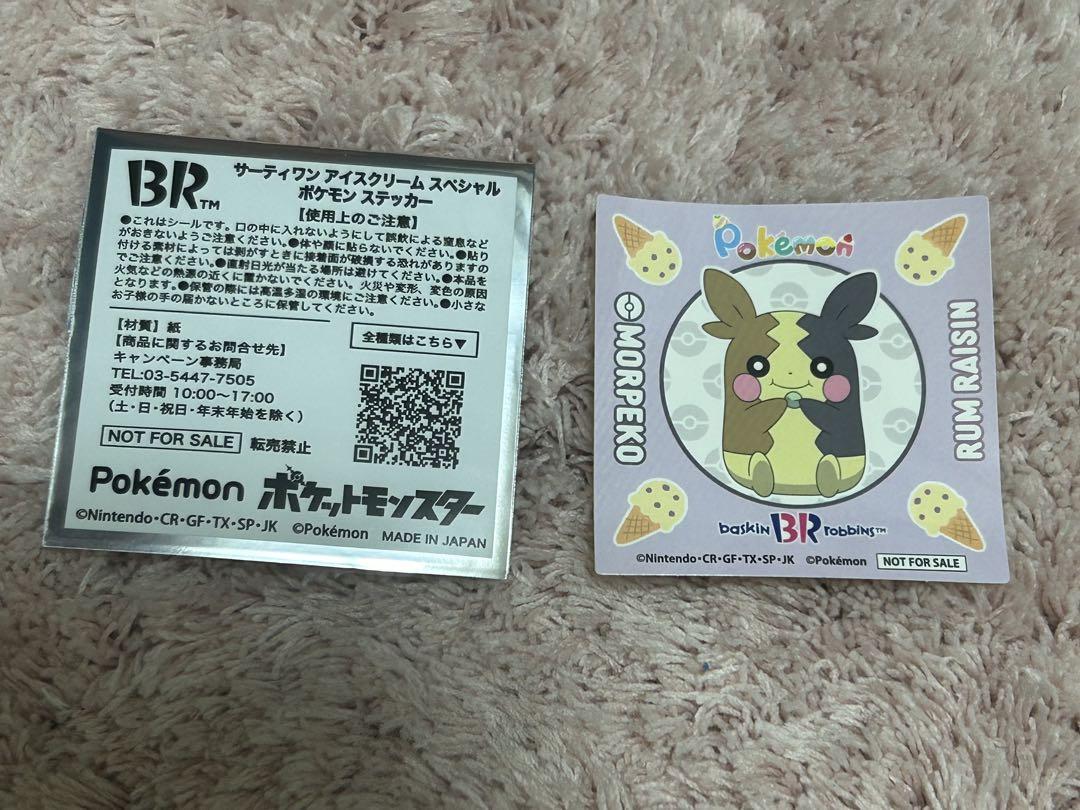 BR™
サーティワン アイスクリーム スペシャル
ポケモン ステッカー
【使用上のご注意】
●これはシールです。口の中に入れないようにして誤飲による窒息など
がおきないようご注意ください。●体や顔に貼らないでください。●貼り
付ける素材によっては剥がすときに接着面が破損する恐れがありますの
でご注意ください。●直射日光が当たる場所は避けてください。●本品を
火気などの熱源の近くに置かないでください。火災や変形、変色の原因
となります。●保管の際には高温多湿の環境にご注意ください。●小さな
お子様の手の届かないところに保管してください。
【材質】紙
【商品に関するお問合せ先】
キャンペーン事務局
TEL:03-5447-7505
受付時間 10:00〜17:00
(土・日・祝日・年末年始を除く)
全種類はこちら▼
NOT FOR SALE 転売禁止
Pokémon ポケットモンスター
©Nintendo・CR・GF・TX・SP・JK ©Pokémon MADE IN JAPAN
Pokémon
MORPEKO
RUM RAISIN
baskin BR robbins™
©Nintendo・CR・GF・TX・SP・JK ©Pokémon NOT FOR SALE